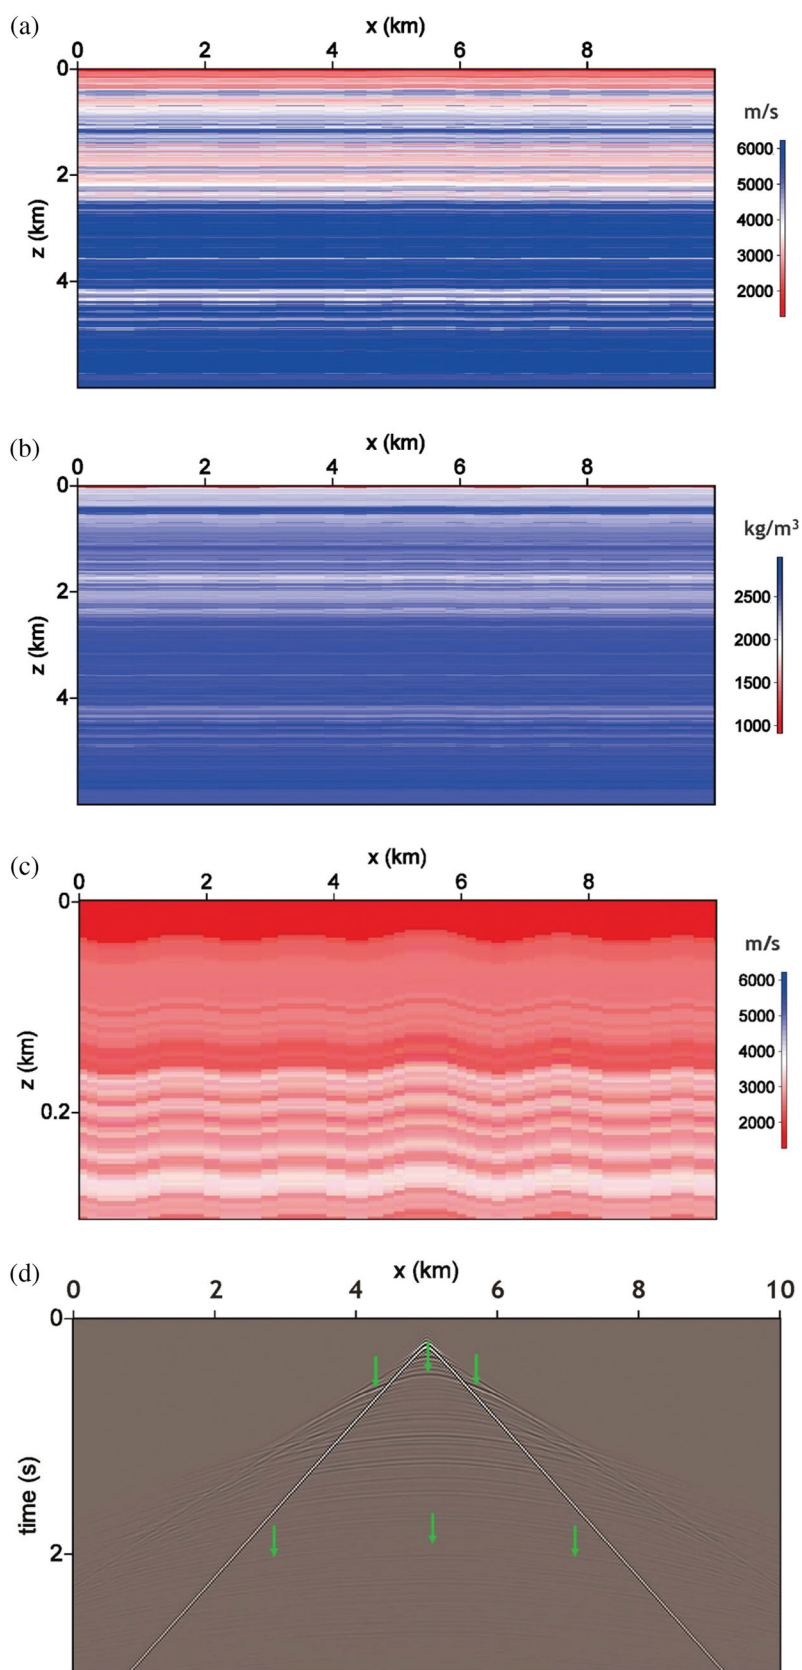 (a)
x (km)
0 2 4 6 8
0
2
4
z (km)
m/s
6000
5000
4000
3000
2000
(b)
x (km)
0 2 4 6 8
0
2
4
z (km)
kg/m³
2500
2000
1500
1000
(c)
x (km)
0 2 4 6 8
0
0.2
z (km)
m/s
6000
5000
4000
3000
2000
(d)
x (km)
0 2 4 6 8 10
0
2
time (s)